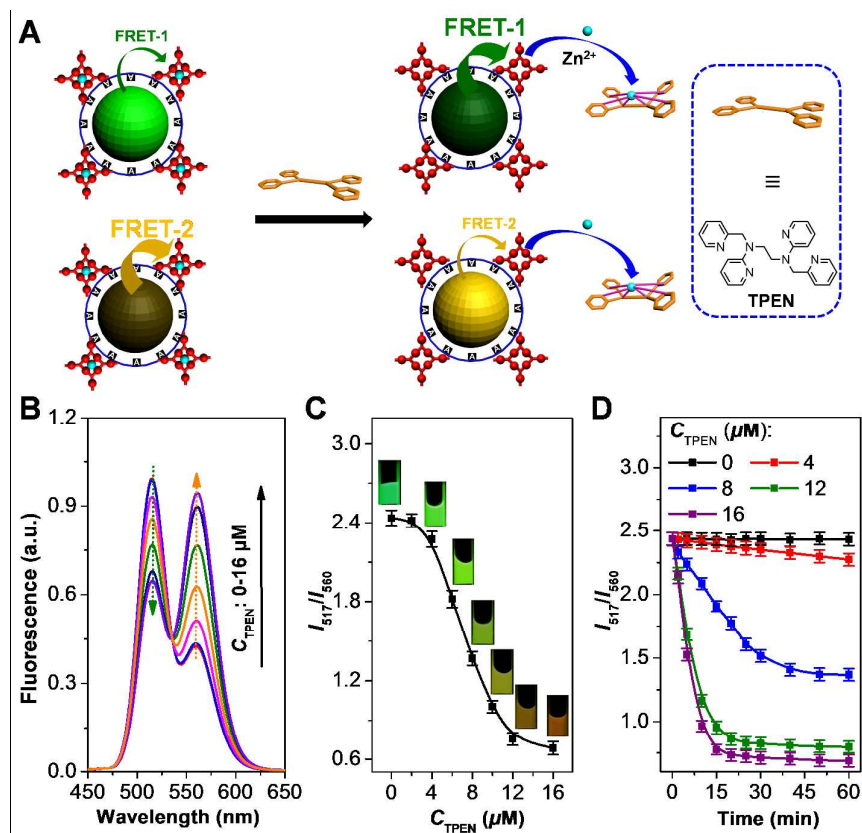 A
FRET-1
FRET-1
Zn²⁺
A A A A A A A A A A A A
A A A A A A A A A A A A
FRET-2
FRET-2
≡
N
N
N
N
N
N
TPEN
A A A A A A A A A A A A
A A A A A A A A A A A A
B
1.2
0.9
0.6
0.3
0.0
Fluorescence (a.u.)
C_TPEN: 0-16 μM
450 500 550 600 650
Wavelength (nm)
C
3.0
2.4
1.8
1.2
0.6
I₅₁₇/I₅₆₀
0 4 8 12 16
C_TPEN (μM)
D
C_TPEN (μM):
0 4
8 12
16
3.0
2.5
2.0
1.5
1.0
I₅₁₇/I₅₆₀
0 15 30 45 60
Time (min)